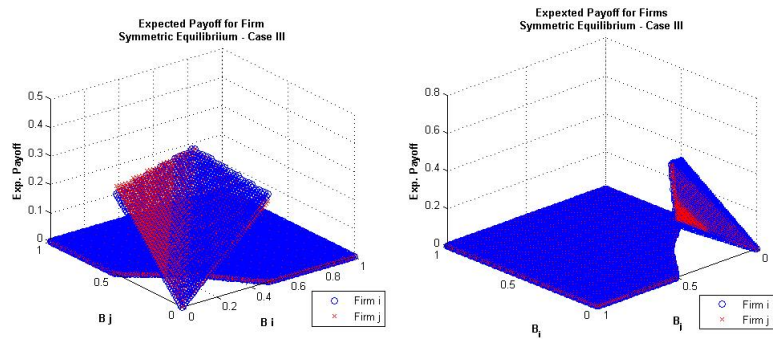 Expected Payoff for Firm
Symmetric Equilibriium - Case III
0.5
0.4
0.3
0.2
0.1
0
Exp. Payoff
1
0.5
0
B j
0
0.2
0.4
0.6
0.8
1
B i
Firm i
Firm j
Expexted Payoff for Firms
Symmetric Equilibriium - Case III
0.8
0.6
0.4
0.2
0
Exp. Payoff
1
0.5
0
B i
1
0.5
0
B i
Firm i
Firm j